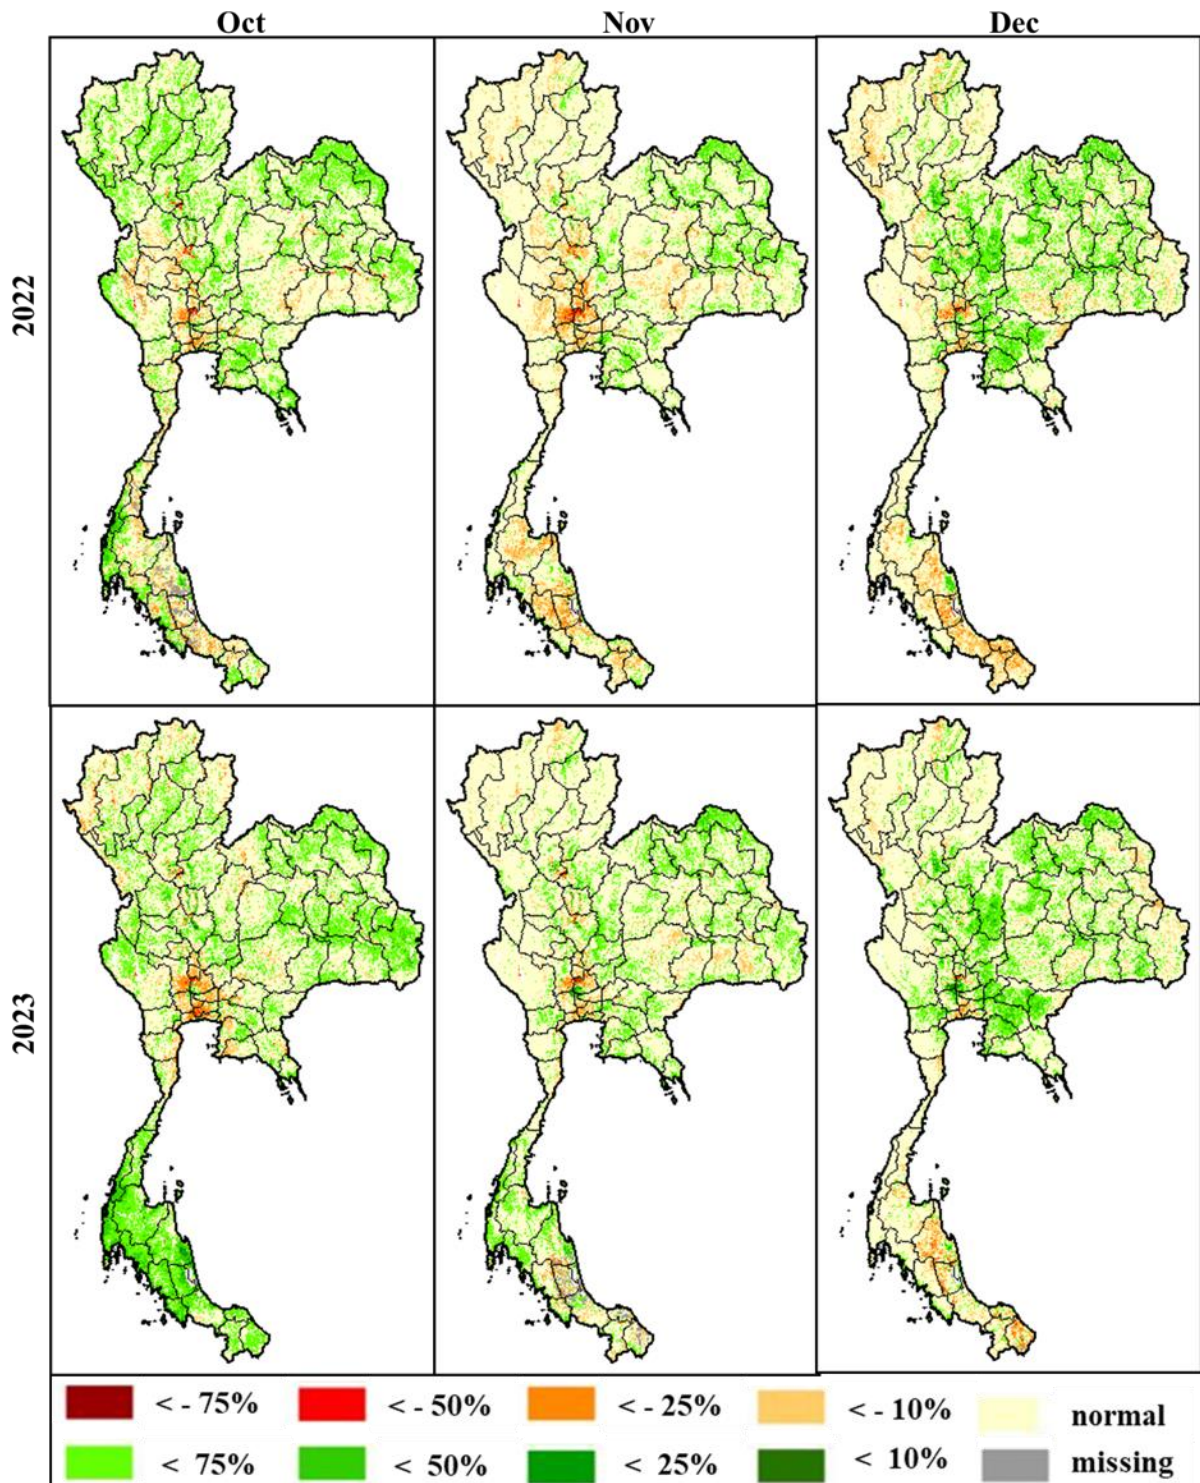 Oct Nov Dec
2022
2023
< - 75% < - 50% < - 25% < - 10% normal
< 75% < 50% < 25% < 10% missing